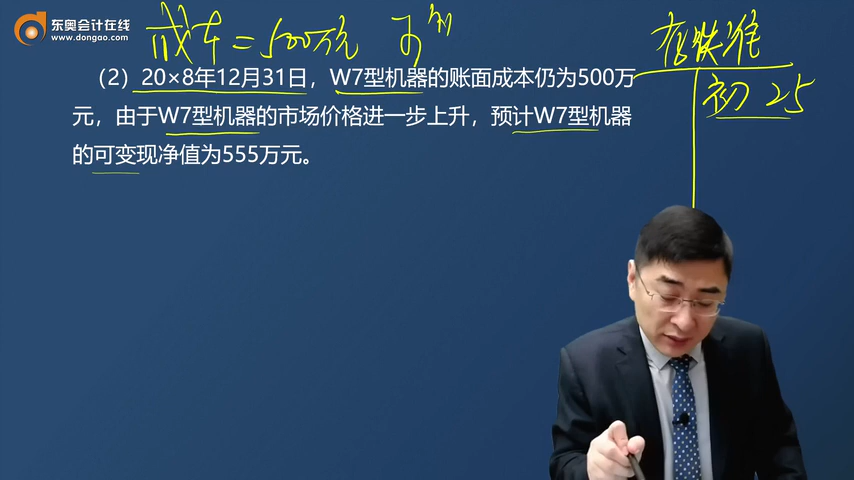 东奥会计在线
www.dongao.com
成本=500万元 可
存跌准
初 25
（2）20×8年12月31日，W7型机器的账面成本仍为500万
元，由于W7型机器的市场价格进一步上升，预计W7型机器
的可变现净值为555万元。